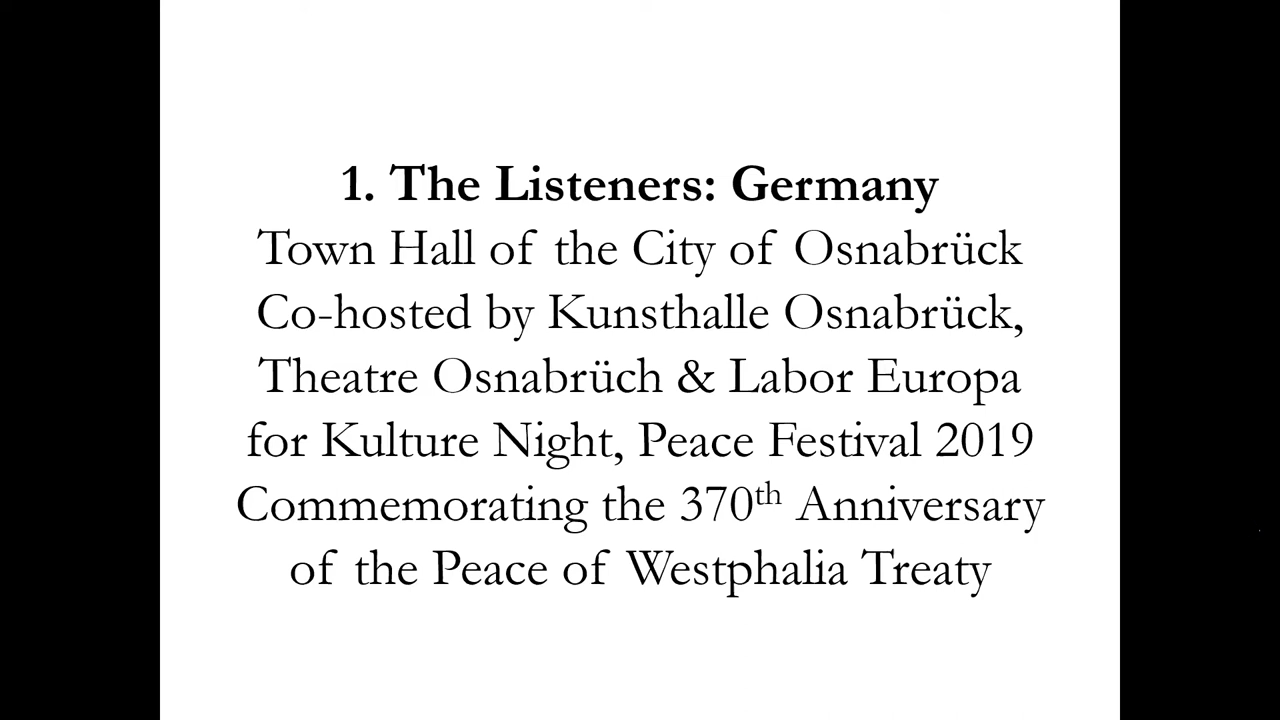 1. The Listeners: Germany
Town Hall of the City of Osnabrück
Co-hosted by Kunsthalle Osnabrück,
Theatre Osnabrüch & Labor Europa
for Kulture Night, Peace Festival 2019
Commemorating the 370th Anniversary
of the Peace of Westphalia Treaty